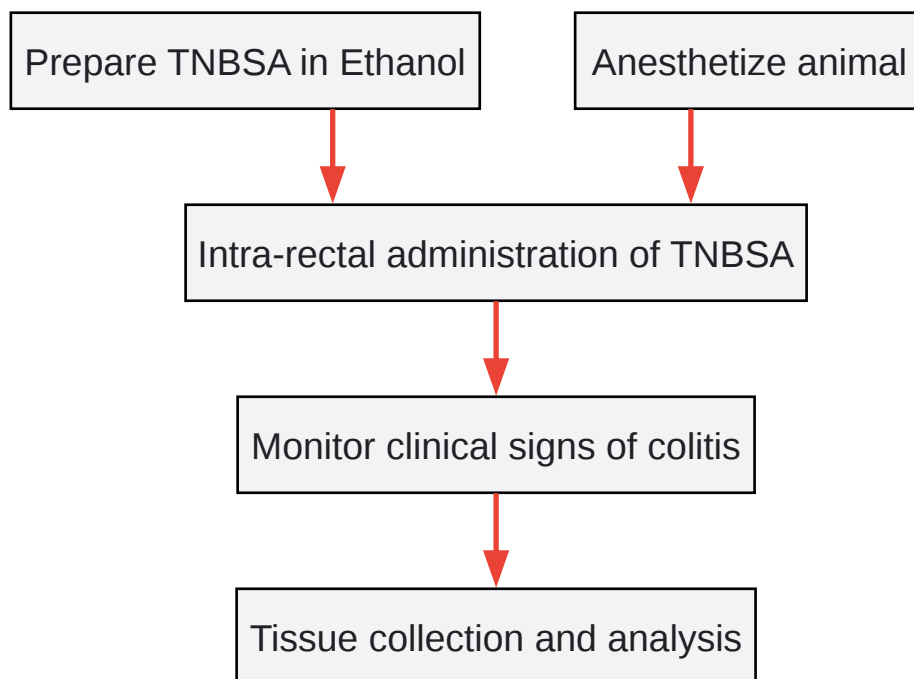 Prepare TNBSA in Ethanol
Anesthetize animal
Intra-rectal administration of TNBSA
Monitor clinical signs of colitis
Tissue collection and analysis